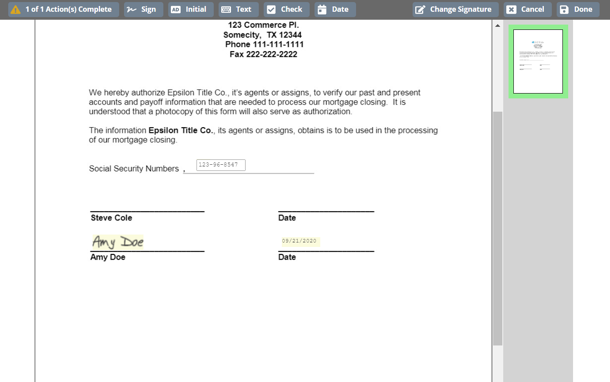 1 of 1 Action(s) Complete Sign Initial Text Check Date Change Signature Cancel Done
123 Commerce Pl.
Somecity, TX 12344
Phone 111-111-1111
Fax 222-222-2222
We hereby authorize Epsilon Title Co., it's agents or assigns, to verify our past and present
accounts and payoff information that are needed to process our mortgage closing. It is
understood that a photocopy of this form will also serve as authorization.
The information Epsilon Title Co., its agents or assigns, obtains is to be used in the processing
of our mortgage closing.
Social Security Numbers , 123-96-8547
Steve Cole Date
Amy Doe 09/21/2020
Amy Doe Date